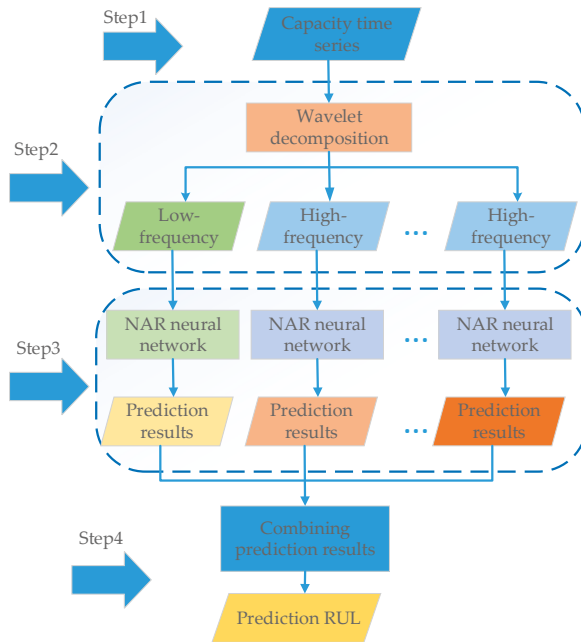 Step1
Capacity time
series
Wavelet
decomposition
Step2
Low-
frequency
High-
frequency
...
High-
frequency
Step3
NAR neural
network
NAR neural
network
...
NAR neural
network
Prediction
results
Prediction
results
...
Prediction
results
Step4
Combining
prediction results
Prediction RUL